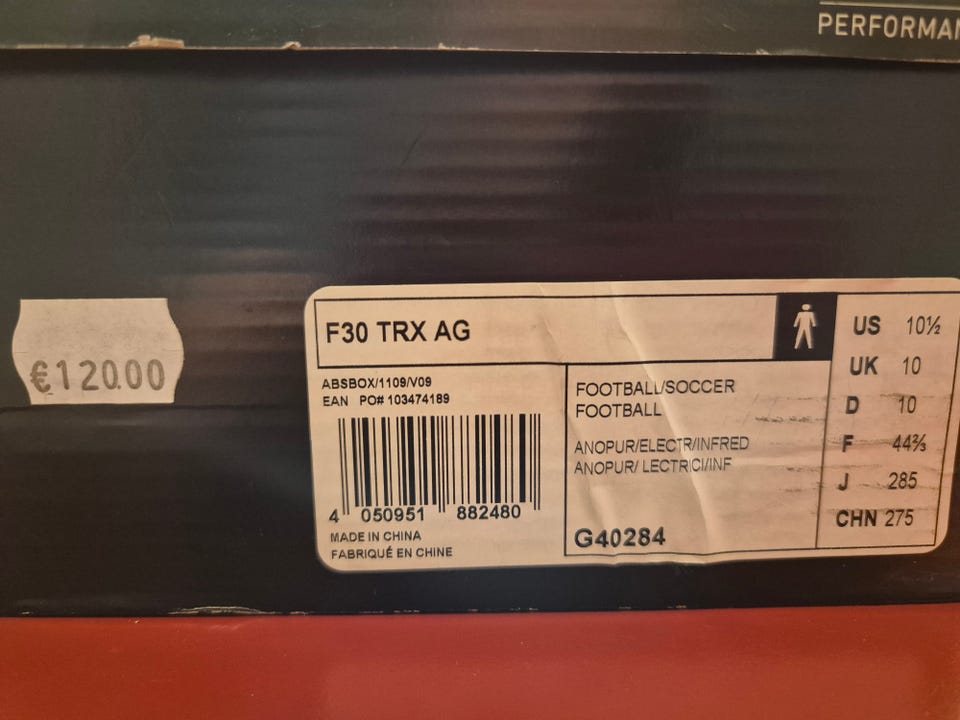 €120.00
F30 TRX AG
ABSBOX/1109/V09
EAN PO# 103474189
4 050951 882480
MADE IN CHINA
FABRIQUÉ EN CHINE
FOOTBALL/SOCCER
FOOTBALL
ANOPUR/ELECTR/INFRED
ANOPUR/ LECTRICI/INF
G40284
US 10½
UK 10
D 10
F 44⅔
J 285
CHN 275